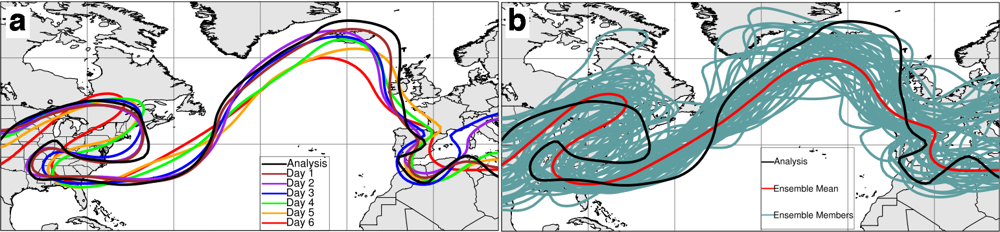 a
Analysis
Day 1
Day 2
Day 3
Day 4
Day 5
Day 6
b
Analysis
Ensemble Mean
Ensemble Members